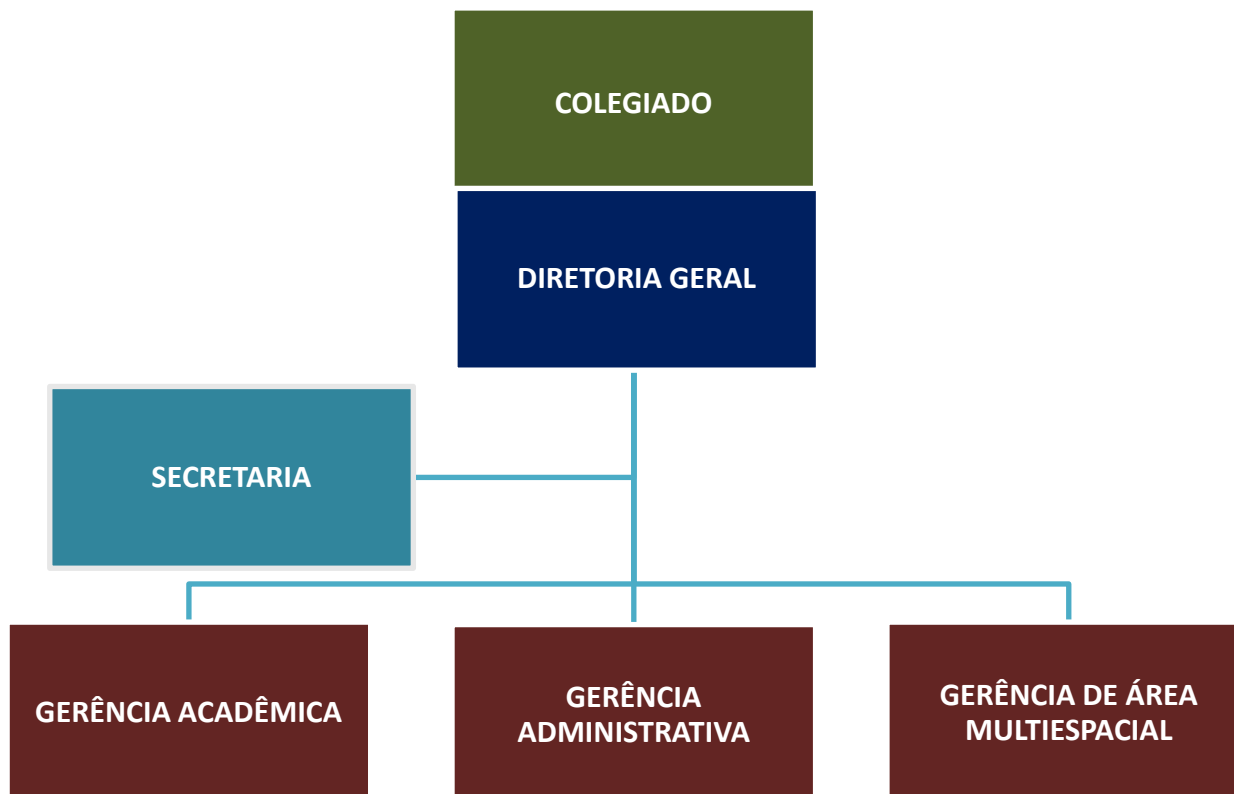 COLEGIADO
DIRETORIA GERAL
SECRETARIA
GERÊNCIA ACADÊMICA
GERÊNCIA
ADMINISTRATIVA
GERÊNCIA DE ÁREA
MULTIESPACIAL